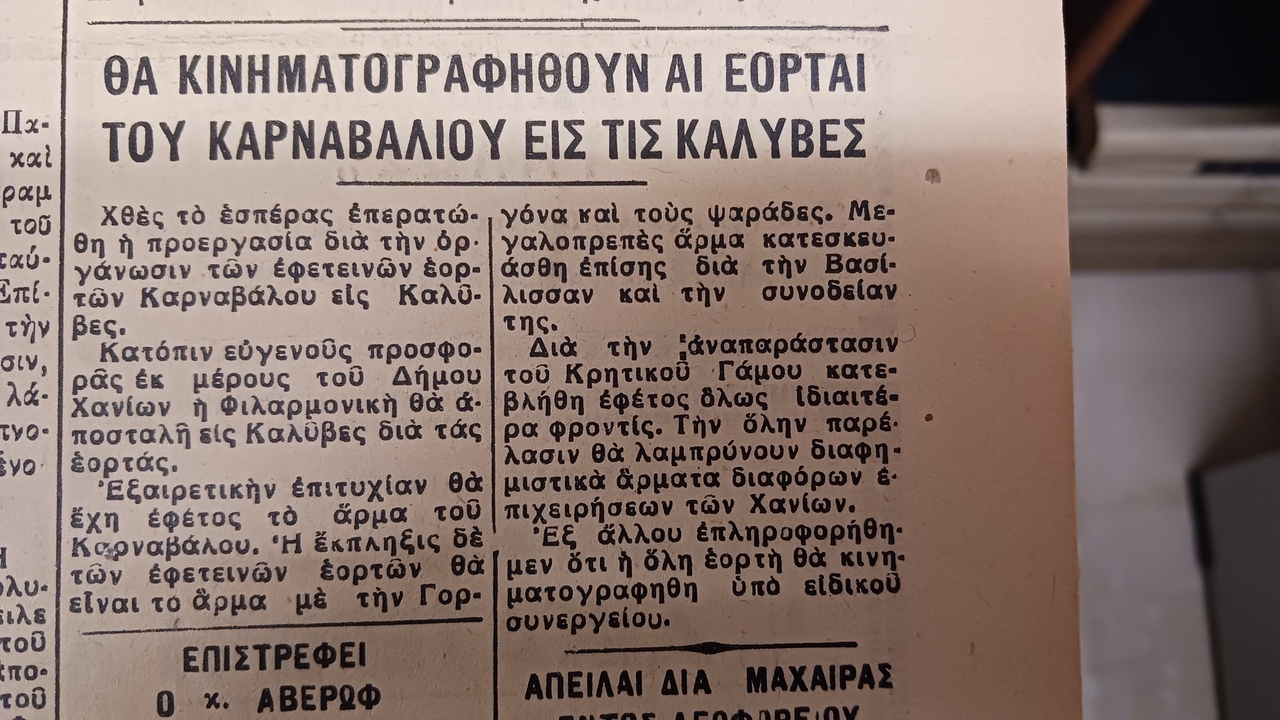 ΘΑ ΚΙΝΗΜΑΤΟΓΡΑΦΗΘΟΥΝ ΑΙ ΕΟΡΤΑΙ
ΤΟΥ ΚΑΡΝΑΒΑΛΙΟΥ ΕΙΣ ΤΙΣ ΚΑΛΥΒΕΣ
Χθὲς τὸ ἑσπέρας ἐπερατώ-
θη ἡ προεργασία διὰ τὴν ὀρ-
γάνωσιν τῶν ἐφετεινῶν ἑορ-
τῶν Καρναβάλου εἰς Καλύ-
βες.
Κατόπιν εὐγενοῦς προσφο-
ρᾶς ἐκ μέρους τοῦ Δήμου
Χανίων ἡ Φιλαρμονικὴ θὰ ἀ-
ποσταλῆ εἰς Καλύβες διὰ τάς
ἑορτάς.
Ἐξαιρετικὴν ἐπιτυχίαν θὰ
ἔχη ἐφέτος τὸ ἅρμα τοῦ
Καρναβάλου. Ἡ ἔκπληξις δὲ
τῶν ἐφετεινῶν ἑορτῶν θὰ
εἶναι το ἅρμα μὲ τὴν Γορ-
γόνα καὶ τοὺς ψαράδες. Με-
γαλοπρεπὲς ἅρμα κατεσκευ-
άσθη ἐπίσης διὰ τὴν Βασί-
λισσαν καὶ τὴν συνοδείαν
της.
Διὰ τὴν ἀναπαράστασιν
τοῦ Κρητικοῦ Γάμου κατε-
βλήθη ἐφέτος ὅλως ἰδιαιτέ-
ρα φροντίς. Τὴν ὅλην παρέ-
λασιν θὰ λαμπρύνουν διαφη-
μιστικὰ ἅρματα διαφόρων ἐ-
πιχειρήσεων τῶν Χανίων.
Ἐξ ἄλλου ἐπληροφορήθη-
μεν ὅτι ἡ ὅλη ἑορτὴ θὰ κινη-
ματογραφηθη ὑπὸ εἰδικοῦ
συνεργείου.
ΕΠΙΣΤΡΕΦΕΙ
Ο κ. ΑΒΕΡΩΦ
ΑΠΕΙΛΑΙ ΔΙΑ ΜΑΧΑΙΡΑΣ